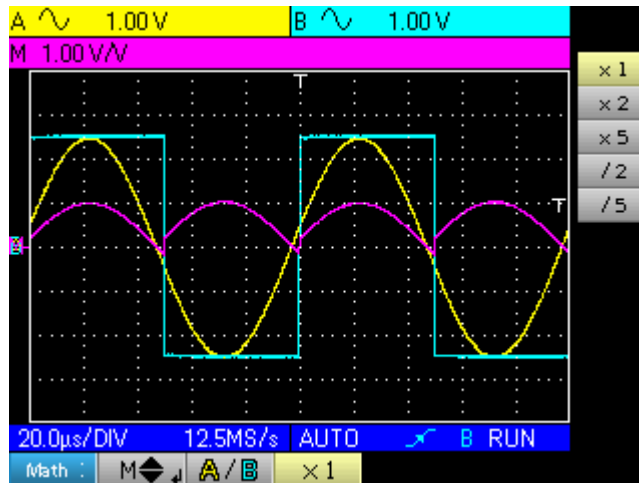 A 1.00 V B 1.00 V
M 1.00 V/V
× 1
× 2
× 5
/ 2
/ 5
T
T
20.0µs/DIV 12.5MS/s AUTO B RUN
Math : M A / B × 1